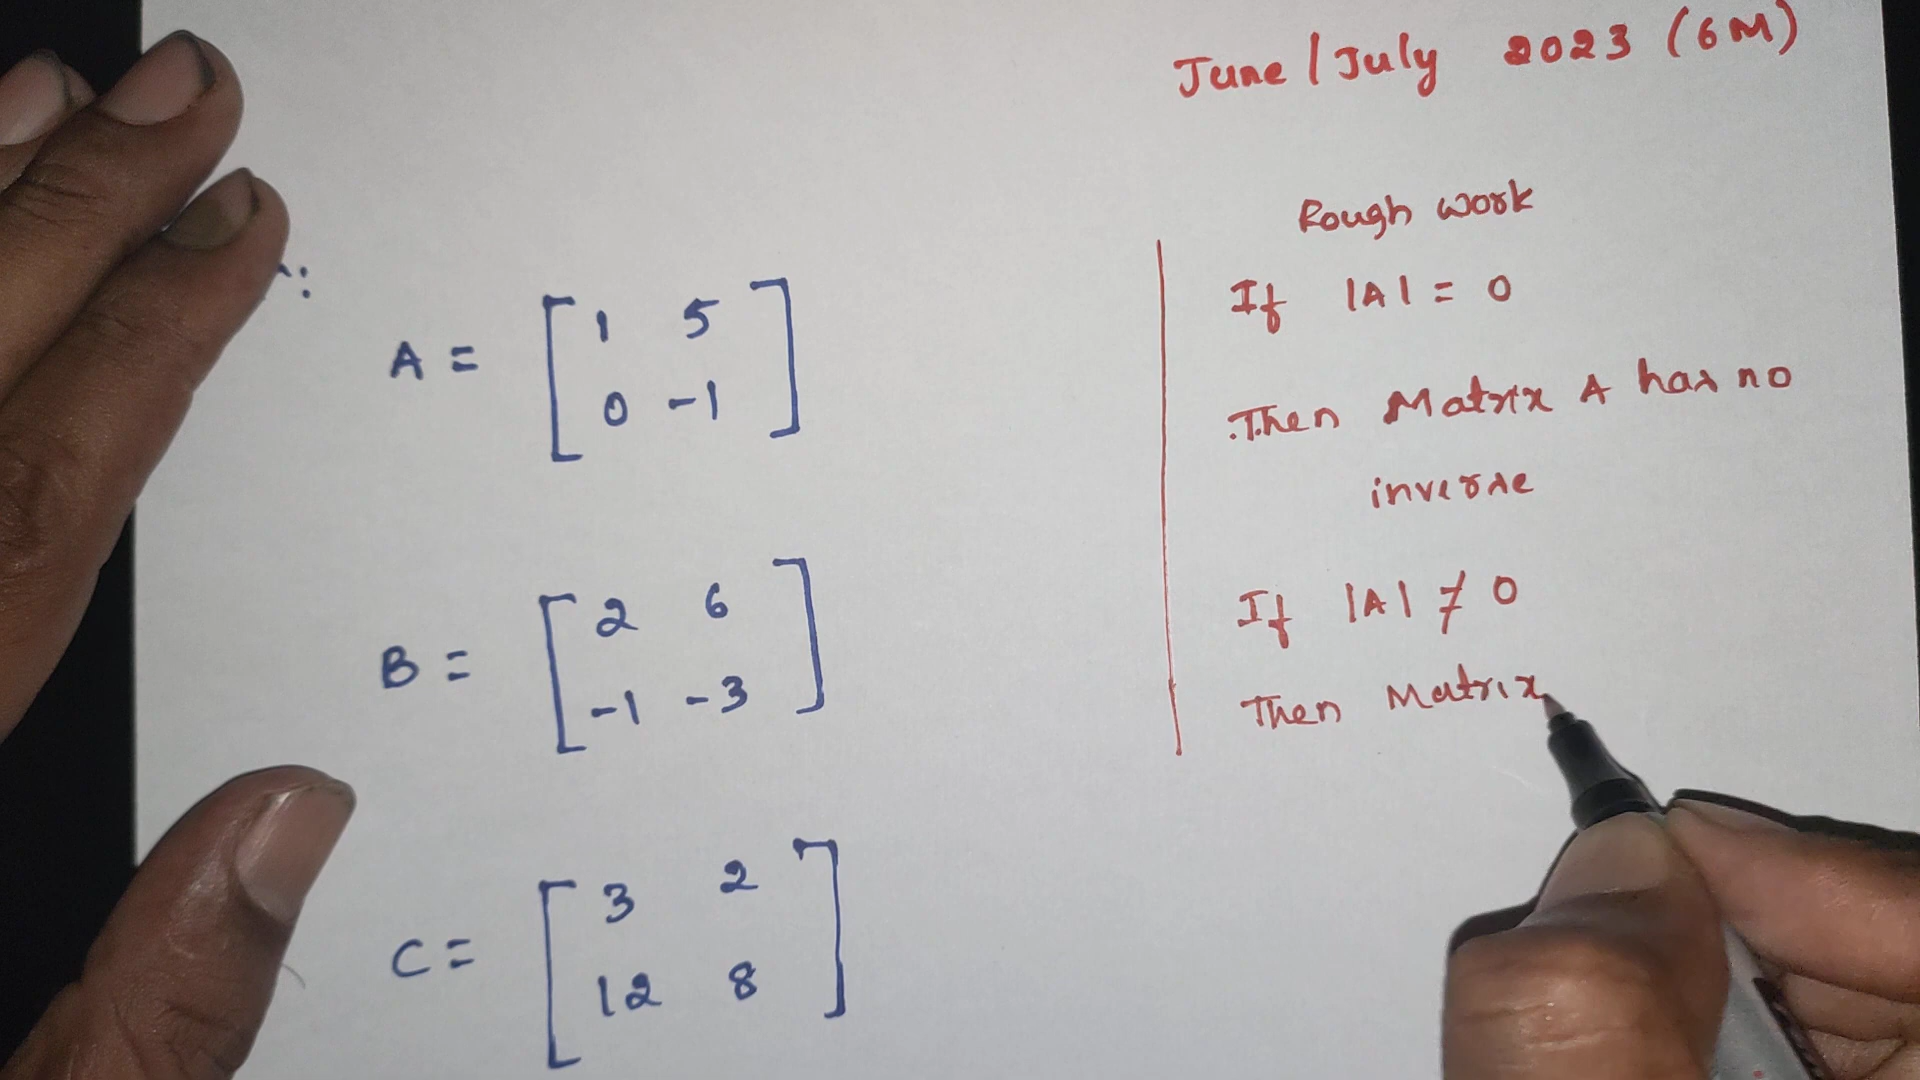 June/July 2023 (6M)
:
A = [ 1 5
0 -1 ]
B = [ 2 6
-1 -3 ]
C = [ 3 2
12 8 ]
Rough work
If |A| = 0
Then Matrix A has no
inverse
If |A| ≠ 0
Then Matrix